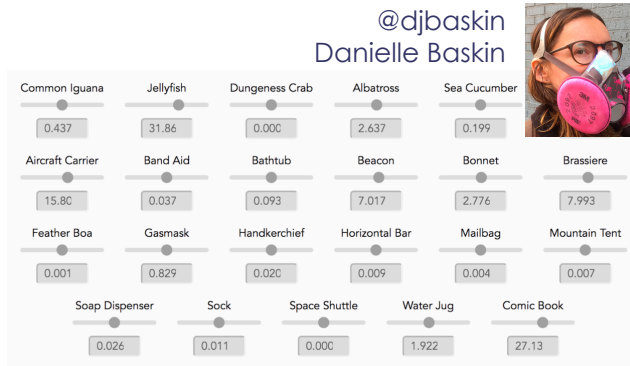 @djbaskin
Danielle Baskin
Common Iguana Jellyfish Dungeness Crab Albatross Sea Cucumber
0.437 31.86 0.000 2.637 0.199
Aircraft Carrier Band Aid Bathtub Beacon Bonnet Brassiere
15.80 0.037 0.093 7.017 2.776 7.993
Feather Boa Gasmask Handkerchief Horizontal Bar Mailbag Mountain Tent
0.001 0.829 0.020 0.009 0.004 0.007
Soap Dispenser Sock Space Shuttle Water Jug Comic Book
0.026 0.011 0.000 1.922 27.13